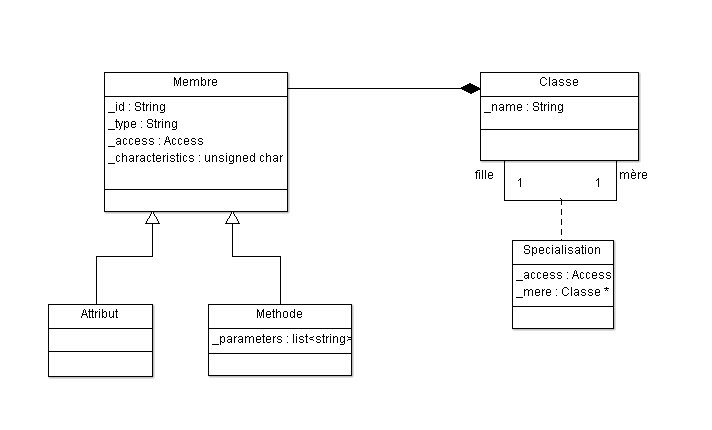 Membre
_id : String
_type : String
_access : Access
_characteristics : unsigned char
Classe
_name : String
fille
1
1
mère
Specialisation
_access : Access
_mere : Classe *
Attribut
Methode
_parameters : list<string>